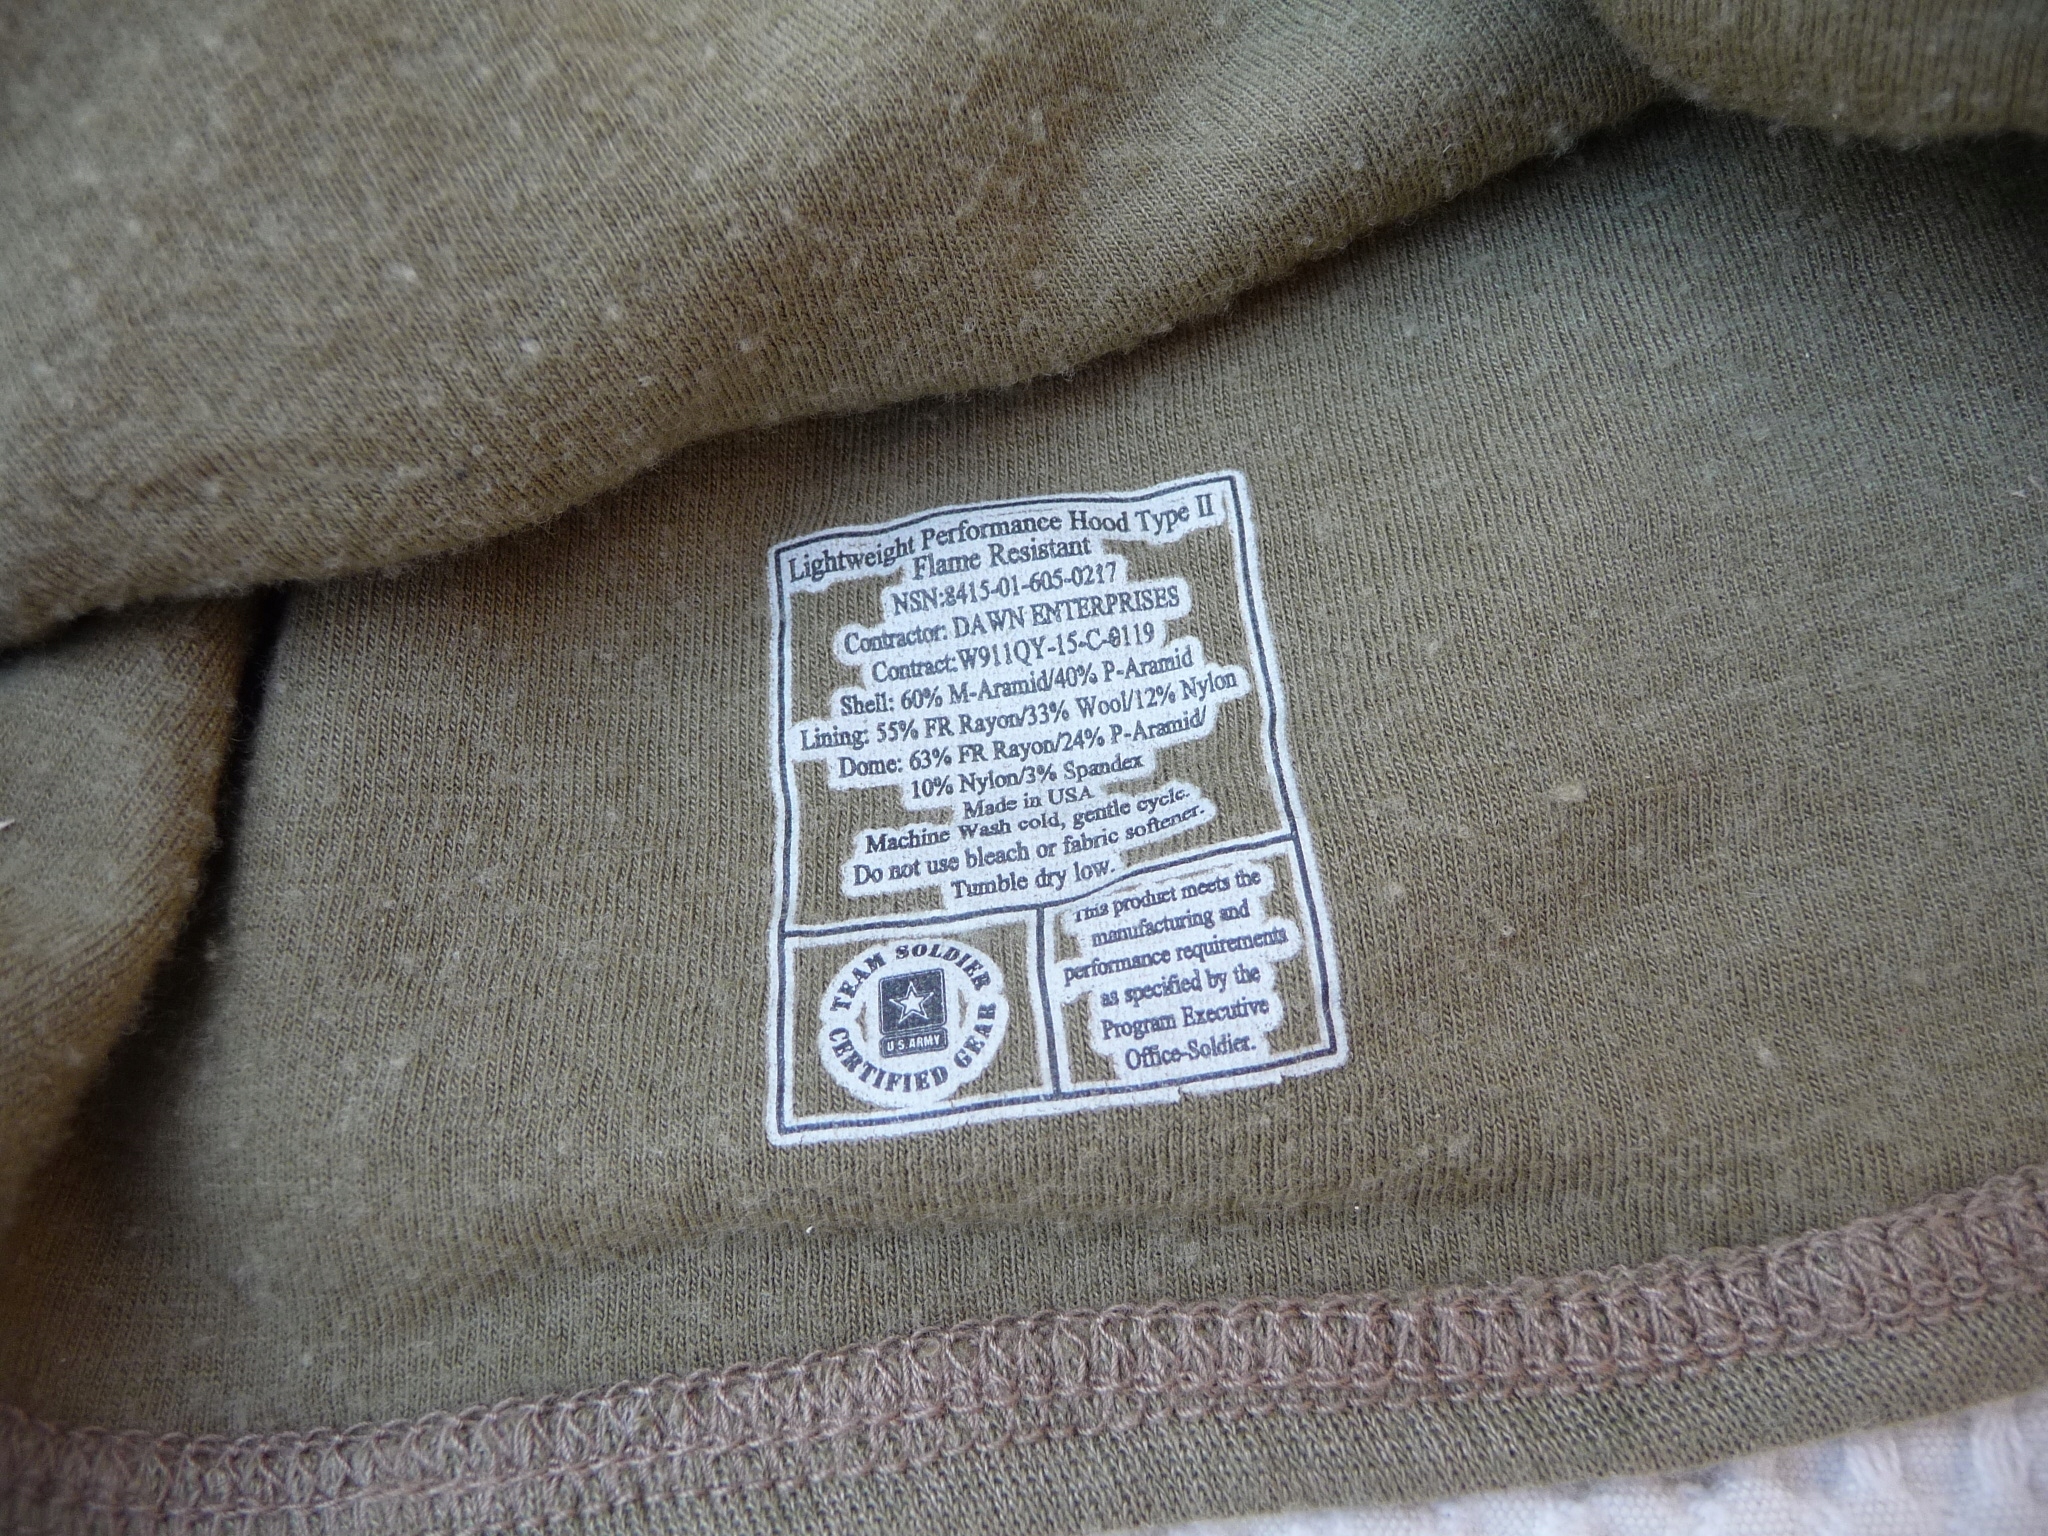 Lightweight Performance Hood Type II
Flame Resistant
NSN:8415-01-605-0217
Contractor: DAWN ENTERPRISES
Contract:W911QY-15-C-0119
Shell: 60% M-Aramid/40% P-Aramid
Lining: 55% FR Rayon/33% Wool/12% Nylon
Dome: 63% FR Rayon/24% P-Aramid/
10% Nylon/3% Spandex
Made in USA
Machine Wash cold, gentle cycle.
Do not use bleach or fabric softener.
Tumble dry low.
TEAM SOLDIER
U.S.ARMY
CERTIFIED GEAR
This product meets the
manufacturing and
performance requirements
as specified by the
Program Executive
Office-Soldier.